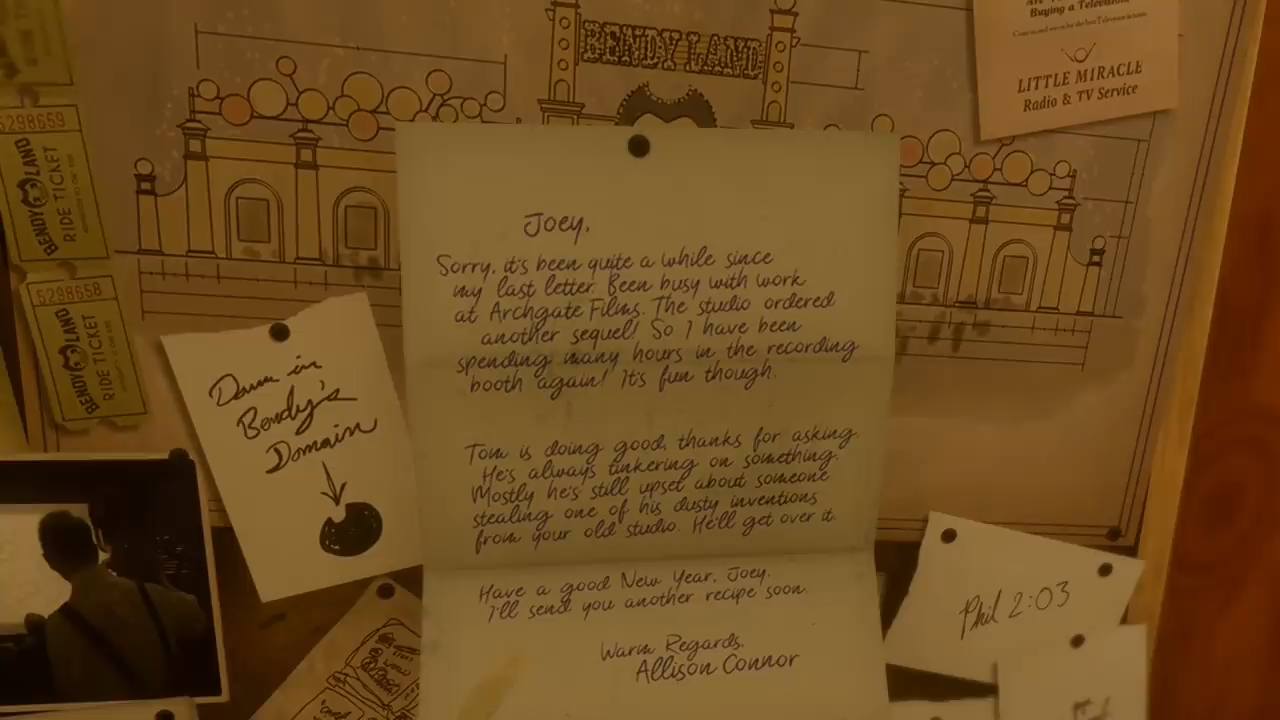 BENDY LAND
Buying a Television
LITTLE MIRACLE
Radio & TV Service
5298659
BENDY LAND
RIDE TICKET
5298658
BENDY LAND
RIDE TICKET
Down in
Bendy's
Domain
Joey,
Sorry, it's been quite a while since
my last letter. Been busy with work
at Archgate Films. The studio ordered
another sequel! So I have been
spending many hours in the recording
booth again! It's fun though.
Tom is doing good, thanks for asking.
He's always tinkering on something.
Mostly he's still upset about someone
stealing one of his dusty inventions
from your old studio. He'll get over it.
Have a good New Year, Joey.
I'll send you another recipe soon.
Warm Regards,
Allison Connor
Phil 2:03